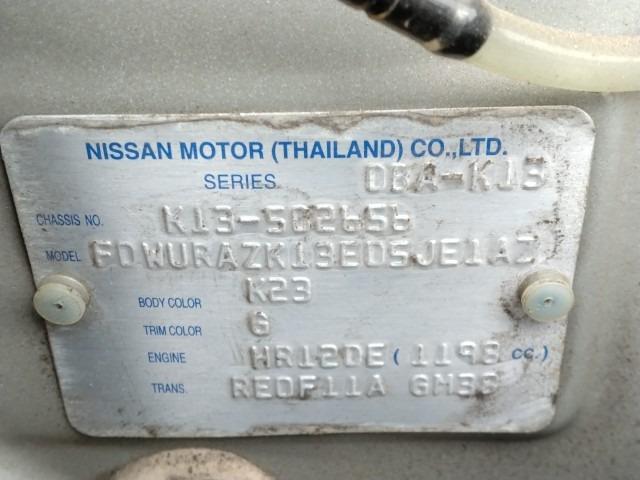 NISSAN MOTOR (THAILAND) CO.,LTD.
SERIES DBA-K13
CHASSIS NO. K13-502656
MODEL FDWURAZK13EDSJE1AZ
BODY COLOR K23
TRIM COLOR G
ENGINE HR12DE ( 1198 CC. )
TRANS. REOF11A GM38